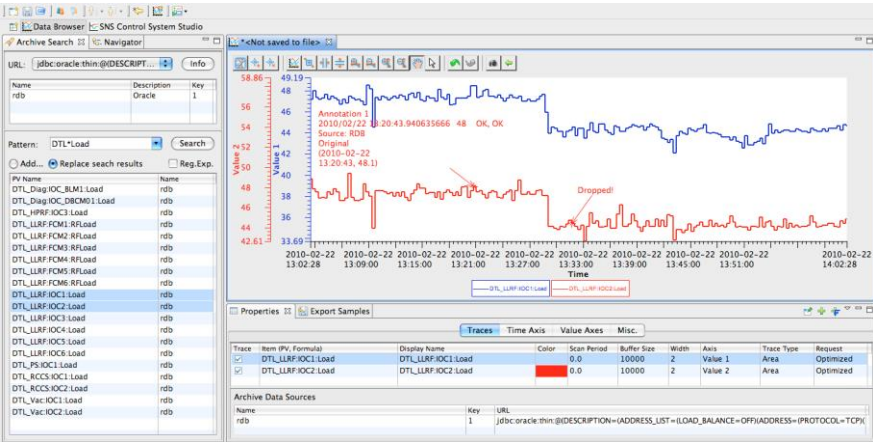 Data Browser SNS Control System Studio
Archive Search Navigator
URL: jdbc:oracle:thin:@(DESCRIPT... Info
Name Description Key
rdb Oracle 1
Pattern: DTL*Load Search
Add... Replace seach results Reg.Exp.
PV Name Name
DTL_Diag:IOC_BLM1:Load rdb
DTL_Diag:IOC_DBCM01:Load rdb
DTL_HPRF:IOC3:Load rdb
DTL_LLRF:FCM1:RFLoad rdb
DTL_LLRF:FCM2:RFLoad rdb
DTL_LLRF:FCM3:RFLoad rdb
DTL_LLRF:FCM4:RFLoad rdb
DTL_LLRF:FCM5:RFLoad rdb
DTL_LLRF:FCM6:RFLoad rdb
DTL_LLRF:IOC1:Load rdb
DTL_LLRF:IOC2:Load rdb
DTL_LLRF:IOC3:Load rdb
DTL_LLRF:IOC4:Load rdb
DTL_LLRF:IOC5:Load rdb
DTL_LLRF:IOC6:Load rdb
DTL_PS:IOC1:Load rdb
DTL_RCCS:IOC1:Load rdb
DTL_RCCS:IOC2:Load rdb
DTL_Vac:IOC1:Load rdb
DTL_Vac:IOC2:Load rdb
*<Not saved to file>
58.86
56
54
52
50
48
46
44
42.61
Value 2
49.19
48
46
44
42
40
38
36
33.69
Value 1
Annotation 1
2010/02/22 13:20:43.940635666 48 OK, OK
Source: RDB
Original
(2010-02-22
13:20:43, 48.1)
Dropped!
2010-02-22 2010-02-22 2010-02-22 2010-02-22 2010-02-22 2010-02-22 2010-02-22 2010-02-22 2010-02-22 2010-02-22
13:02:28 13:09:00 13:15:00 13:21:00 13:27:00 13:33:00 13:39:00 13:45:00 13:51:00 14:02:28
Time
DTL_LLRF:IOC1:Load DTL_LLRF:IOC2:Load
Properties Export Samples
Traces Time Axis Value Axes Misc.
Trace Item (PV, Formula) Display Name Color Scan Period Buffer Size Width Axis Trace Type Request
DTL_LLRF:IOC1:Load DTL_LLRF:IOC1:Load 0.0 10000 2 Value 1 Area Optimized
DTL_LLRF:IOC2:Load DTL_LLRF:IOC2:Load 0.0 10000 2 Value 2 Area Optimized
Archive Data Sources
Name Key URL
rdb 1 jdbc:oracle:thin:@(DESCRIPTION=(ADDRESS_LIST=(LOAD_BALANCE=OFF)(ADDRESS=(PROTOCOL=TCP)(